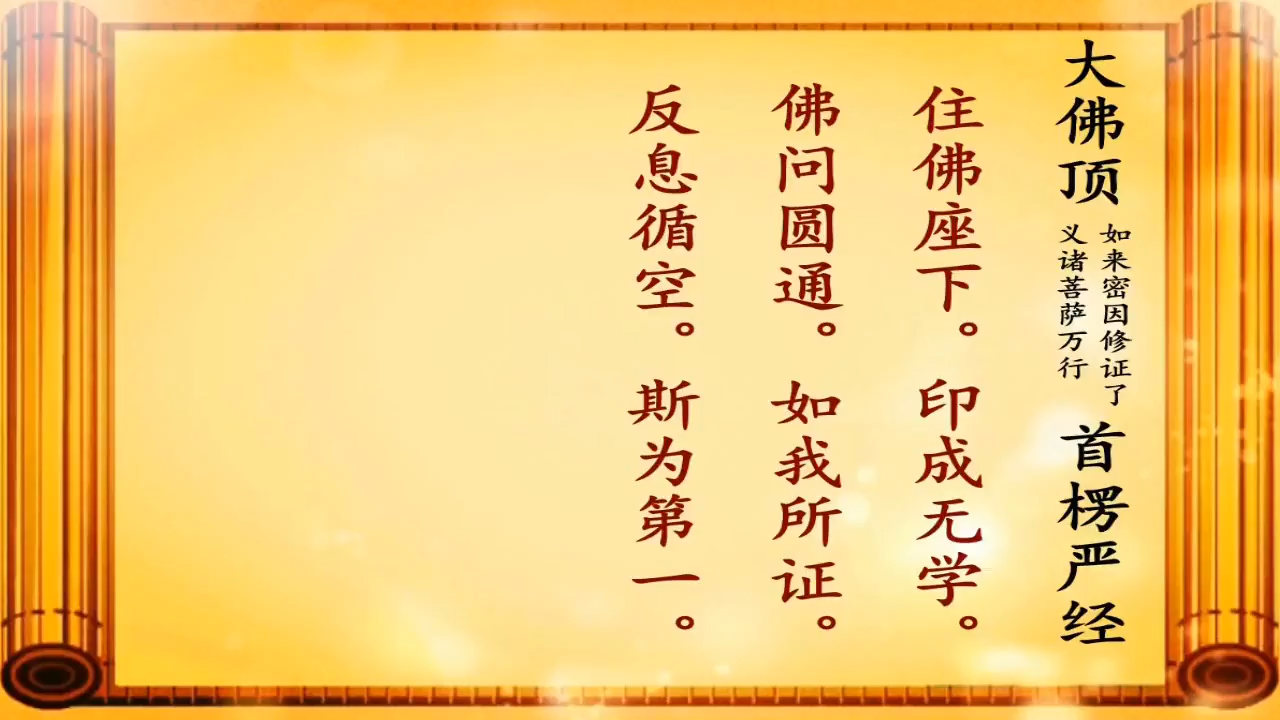 大佛顶
如来密因修证了
义诸菩萨万行
首楞严经
住佛座下。印成无学。
佛问圆通。如我所证。
反息循空。斯为第一。